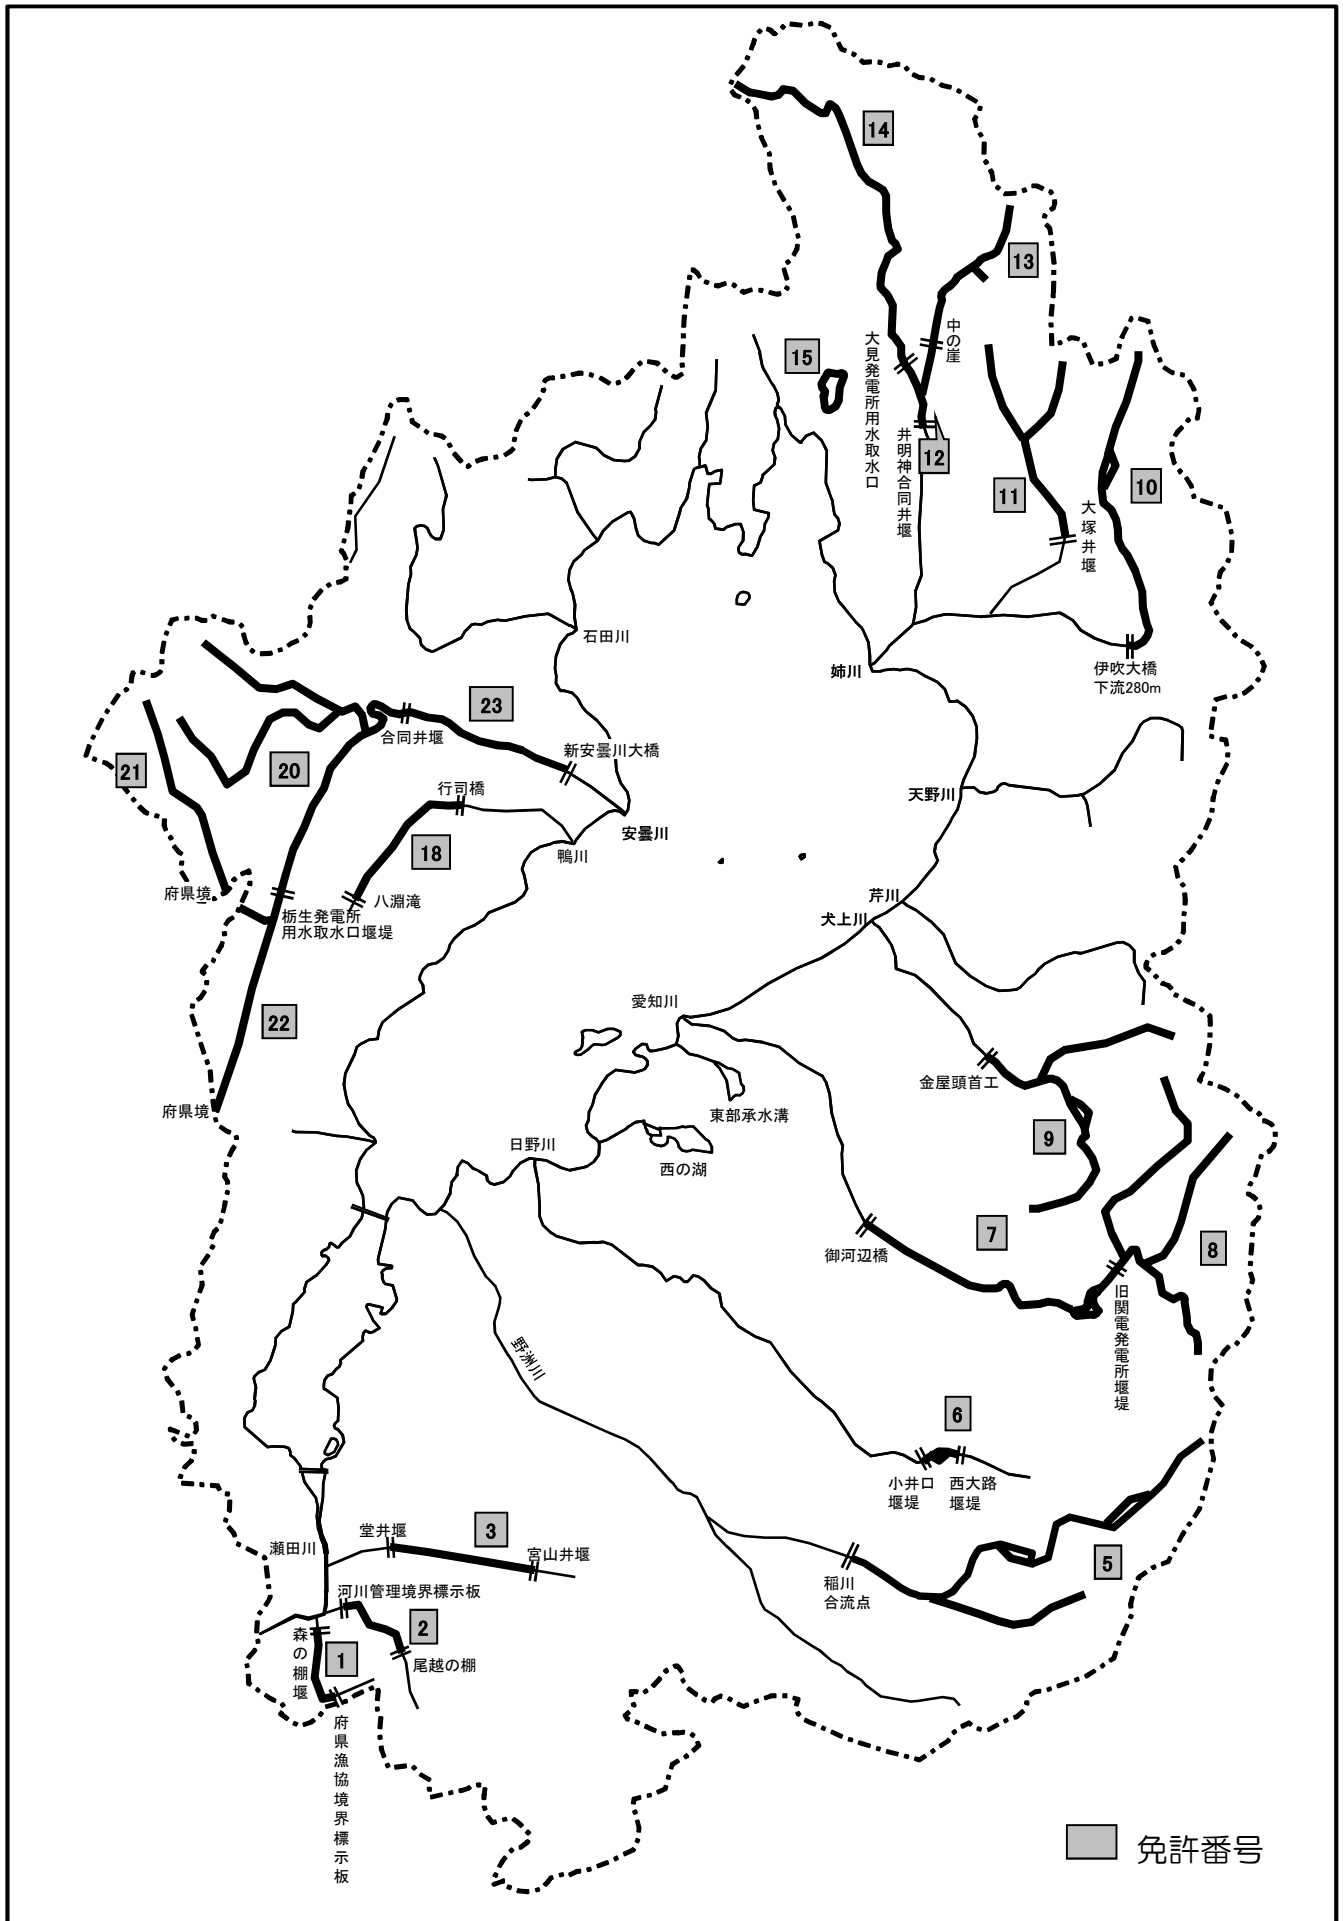 14
13
中の崖
15
大見発電所用水取水口
井明神合同井堰
12
11
10
大塚井堰
石田川
姉川
伊吹大橋
下流280m
23
合同井堰
新安曇川大橋
21
20
行司橋
天野川
安曇川
18
鴨川
府県境
八淵滝
栃生発電所
用水取水口堰堤
芹川
犬上川
愛知川
22
金屋頭首工
府県境
東部承水溝
9
日野川
西の湖
7
8
御河辺橋
旧関電発電所堰堤
野洲川
6
小井口
堰堤
西大路
堰堤
3
堂井堰
瀬田川
宮山井堰
5
稲川
合流点
河川管理境界標示板
2
森の棚堰
1
尾越の棚
府県漁協境界標示板
免許番号